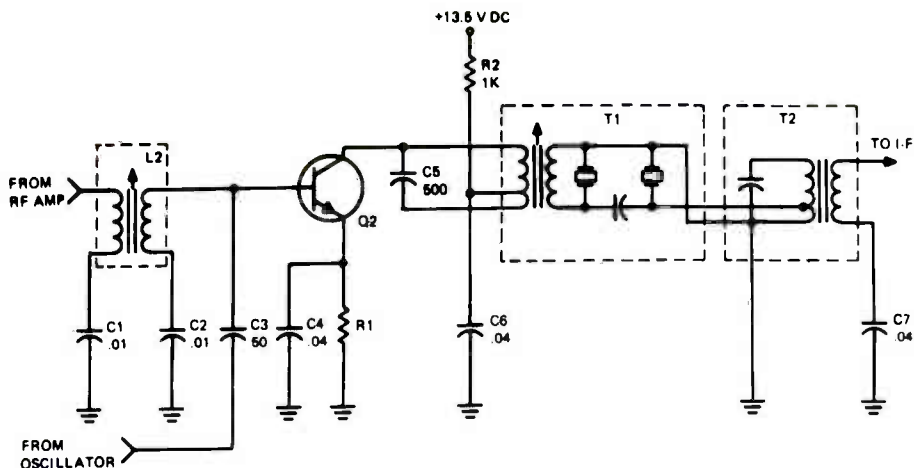 +13.5 V DC
R2
1K
T1
T2
TO I-F
L2
FROM
RF AMP
C5
500
Q2
C1
.01
C2
.01
C3
50
C4
.04
R1
C6
.04
C7
.04
FROM
OSCILLATOR